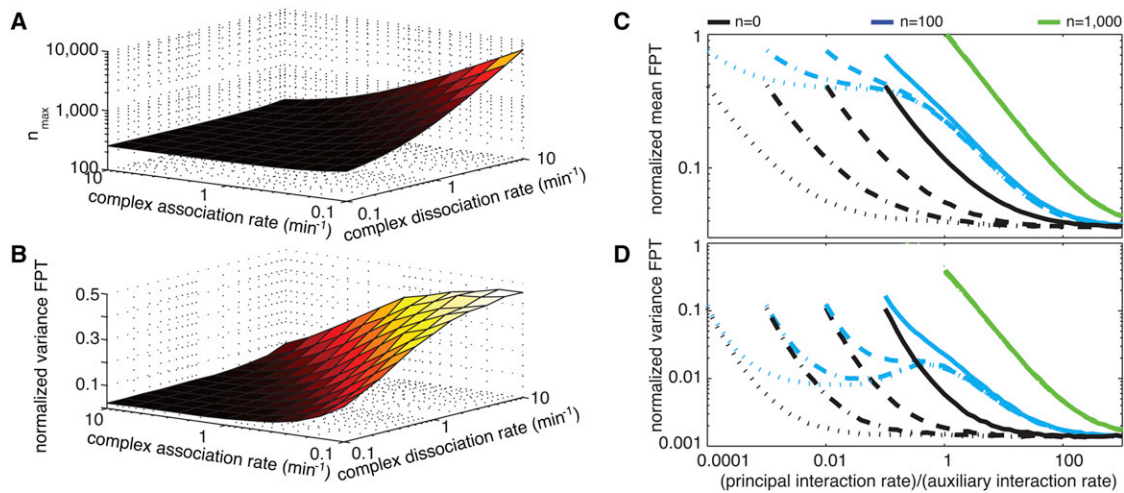 A
10,000
1,000
100
n max
10
1
0.1
complex association rate (min-1)
0.1
1
10
complex dissociation rate (min-1)
B
0.5
0.3
0.1
normalized variance FPT
10
1
0.1
complex association rate (min-1)
0.1
1
10
complex dissociation rate (min-1)
C
n=0
n=100
n=1,000
1
0.1
normalized mean FPT
D
1
0.1
0.01
0.001
normalized variance FPT
0.0001
0.01
1
100
(principal interaction rate)/(auxiliary interaction rate)